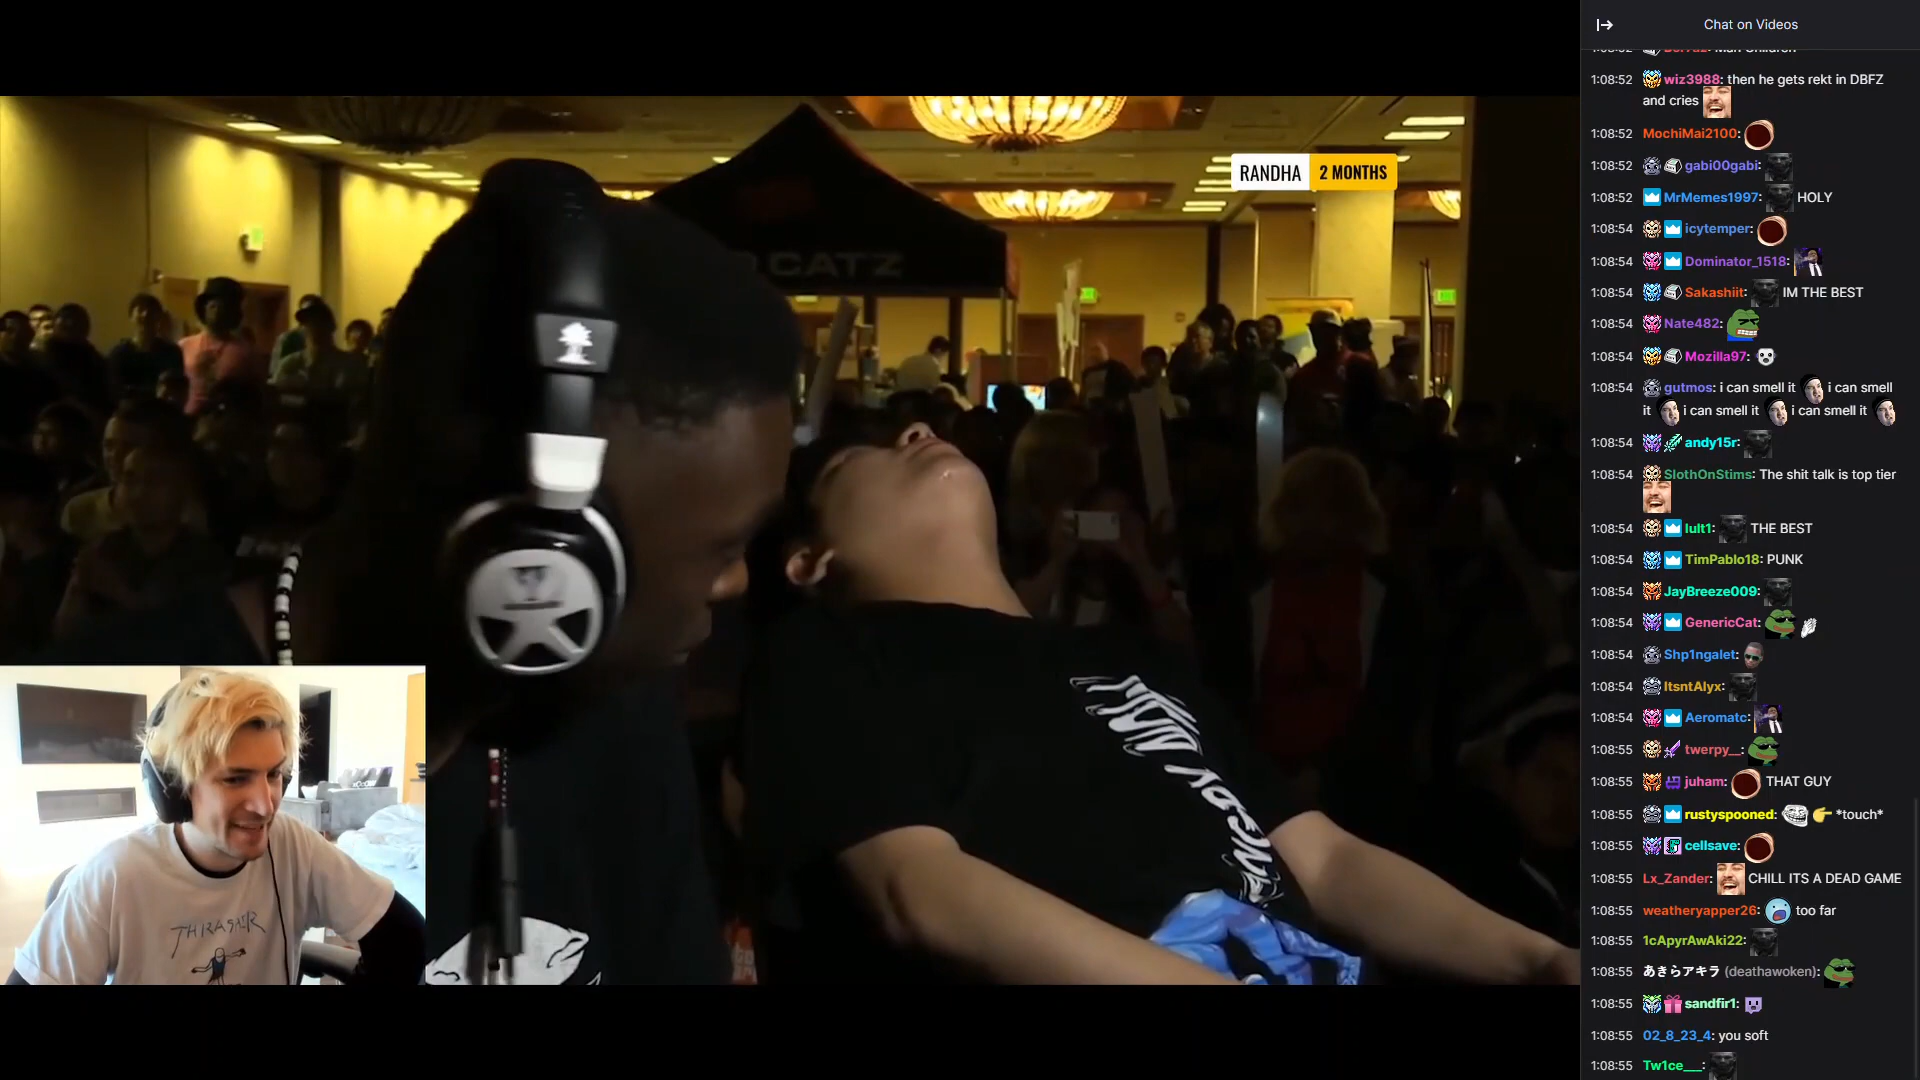 Chat on Videos
1:08:52 wiz3988: then he gets rekt in DBFZ
and cries
1:08:52 MochiMai2100:
1:08:52 gabi00gabi:
1:08:52 MrMemes1997: HOLY
1:08:54 icytemper:
1:08:54 Dominator_1518:
1:08:54 Sakashiit: IM THE BEST
1:08:54 Nate482:
1:08:54 Mozilla97:
1:08:54 gutmos: i can smell it i can smell
it i can smell it i can smell it
1:08:54 andy15r:
1:08:54 SlothOnStims: The shit talk is top tier
1:08:54 lult1: THE BEST
1:08:54 TimPablo18: PUNK
1:08:54 JayBreeze009:
1:08:54 GenericCat:
1:08:54 Shp1ngalet:
1:08:54 ItsntAlyx:
1:08:54 Aeromatc:
1:08:55 twerpy__:
1:08:55 juham: THAT GUY
1:08:55 rustyspooned: *touch*
1:08:55 cellsave:
1:08:55 Lx_Zander: CHILL ITS A DEAD GAME
1:08:55 weatheryapper26: too far
1:08:55 1cApyrAwAki22:
1:08:55 あきらアキラ (deathawoken):
1:08:55 sandfir1:
1:08:55 02_8_23_4: you soft
1:08:55 Tw1ce___:
RANDHA 2 MONTHS
CATZ
THRASHER